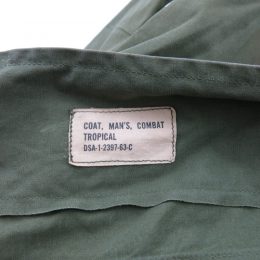 COAT, MAN'S, COMBAT
TROPICAL
DSA-1-2397-63-C